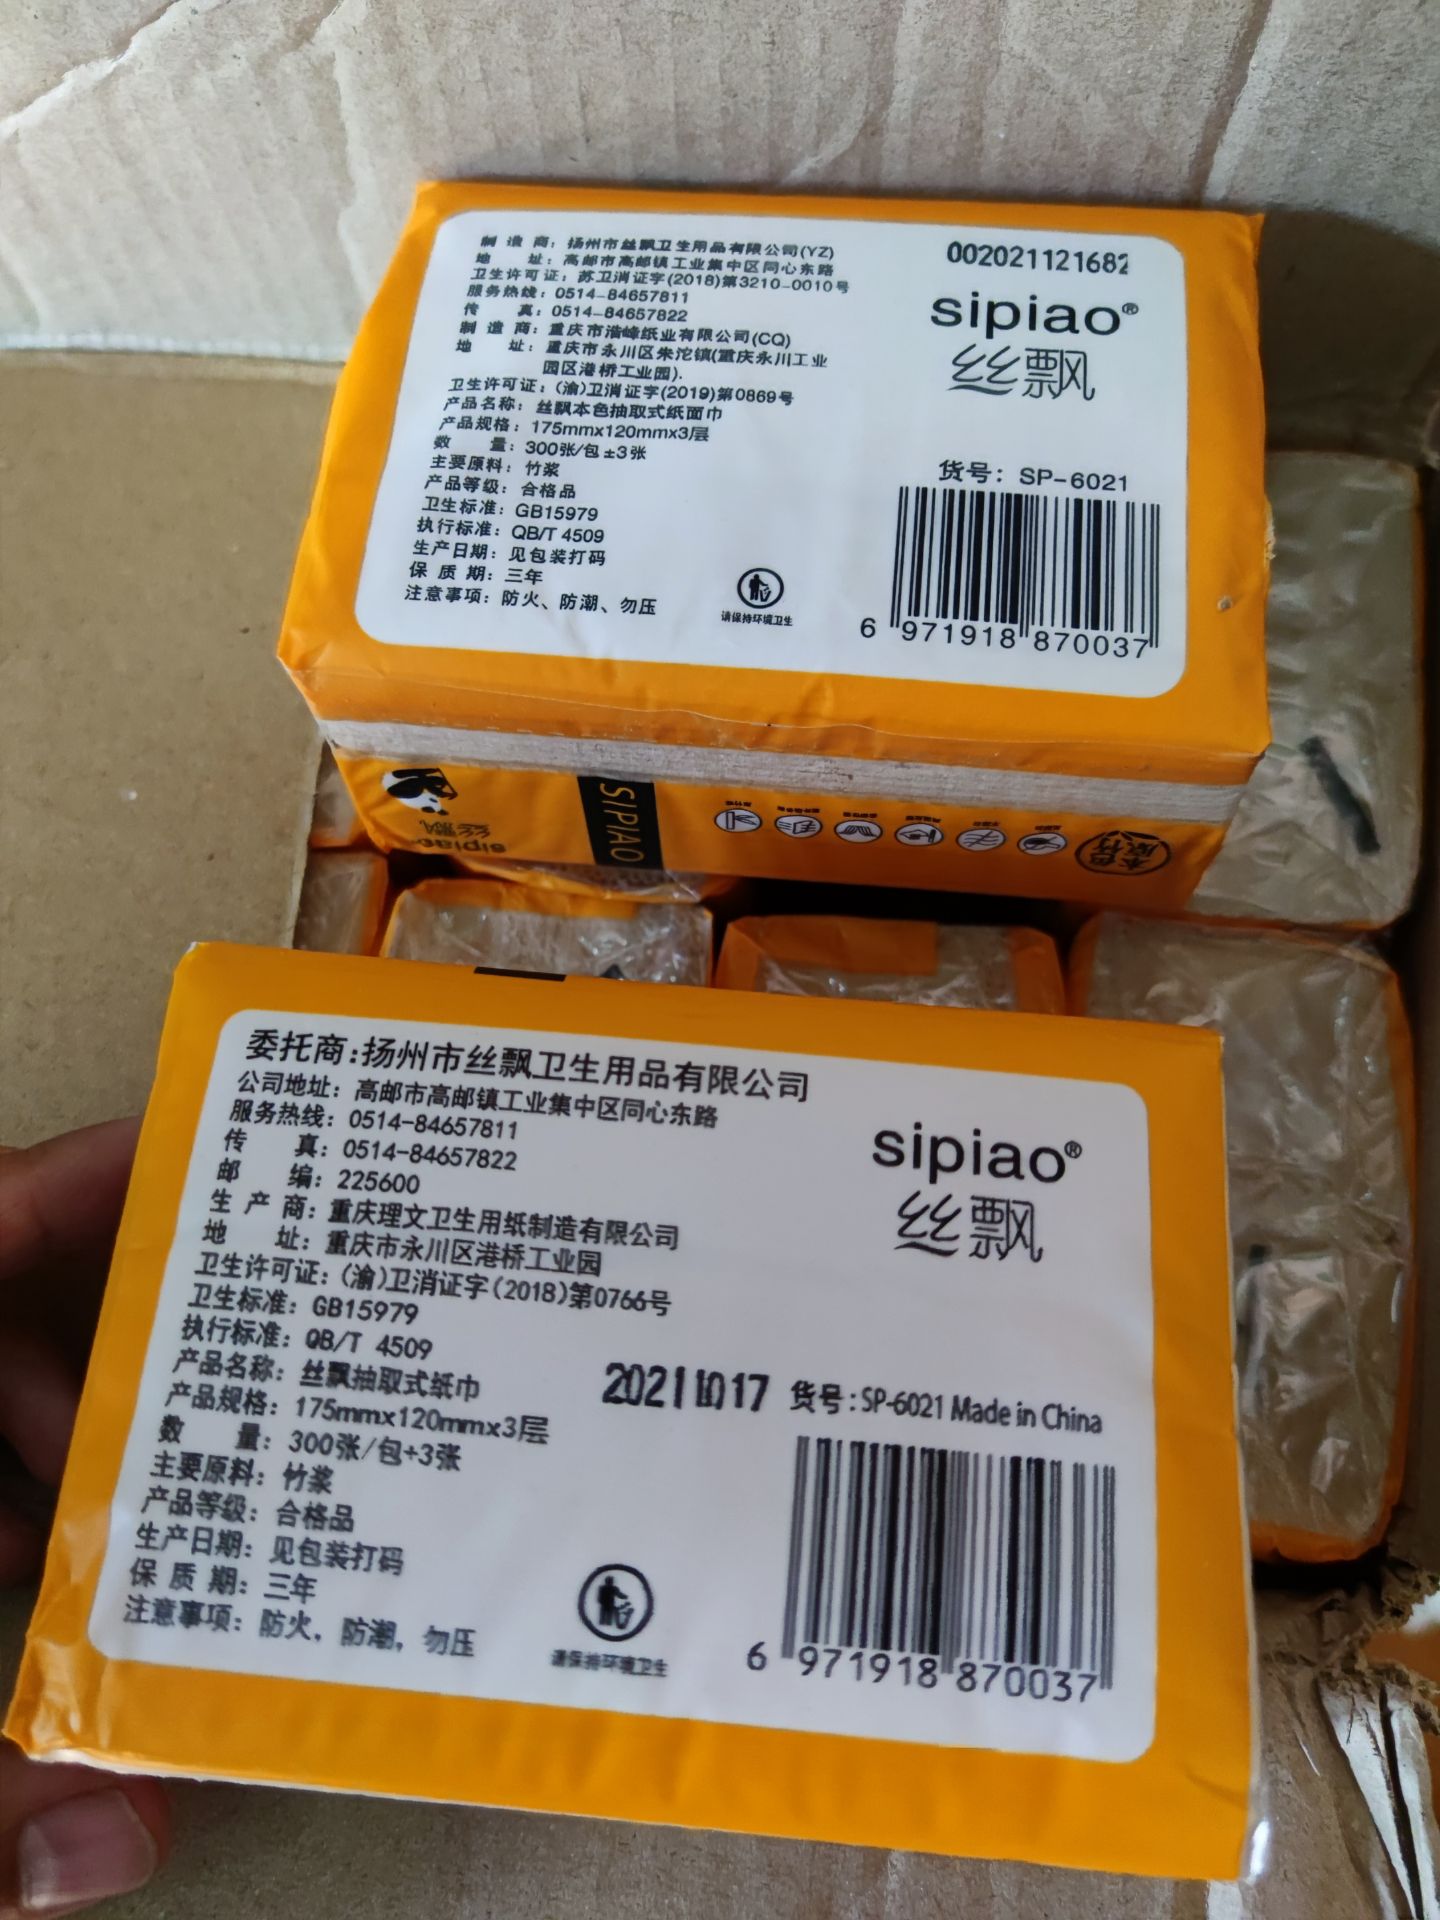 制 造 商：扬州市丝飘卫生用品有限公司(YZ)
地 址：高邮市高邮镇工业集中区同心东路
卫生许可证：苏卫消证字(2018)第3210-0010号
服务热线：0514-84657811
传 真：0514-84657822
制 造 商：重庆市浩峰纸业有限公司(CQ)
地 址：重庆市永川区朱沱镇(重庆永川工业
园区港桥工业园).
卫生许可证：(渝)卫消证字(2019)第0869号
产品名称：丝飘本色抽取式纸面巾
产品规格：175mmx120mmx3层
数 量：300张/包±3张
主要原料：竹浆
产品等级：合格品
卫生标准：GB15979
执行标准：QB/T 4509
生产日期：见包装打码
保 质 期：三年
注意事项：防火、防潮、勿压
请保持环境卫生
002021121682
sipiao®
丝飘
货号：SP-6021
6 971918 870037
sipiao
丝飘
SIPIAO
本色
原竹
委托商：扬州市丝飘卫生用品有限公司
公司地址：高邮市高邮镇工业集中区同心东路
服务热线：0514-84657811
传 真：0514-84657822
邮 编：225600
生 产 商：重庆理文卫生用纸制造有限公司
地 址：重庆市永川区港桥工业园
卫生许可证：(渝)卫消证字(2018)第0766号
卫生标准：GB15979
执行标准：QB/T 4509
产品名称：丝飘抽取式纸巾
产品规格：175mmx120mmx3层
数 量：300张/包±3张
主要原料：竹浆
产品等级：合格品
生产日期：见包装打码
保 质 期：三年
注意事项：防火，防潮，勿压
请保持环境卫生
sipiao®
丝飘
货号：SP-6021 Made in China
6 971918 870037